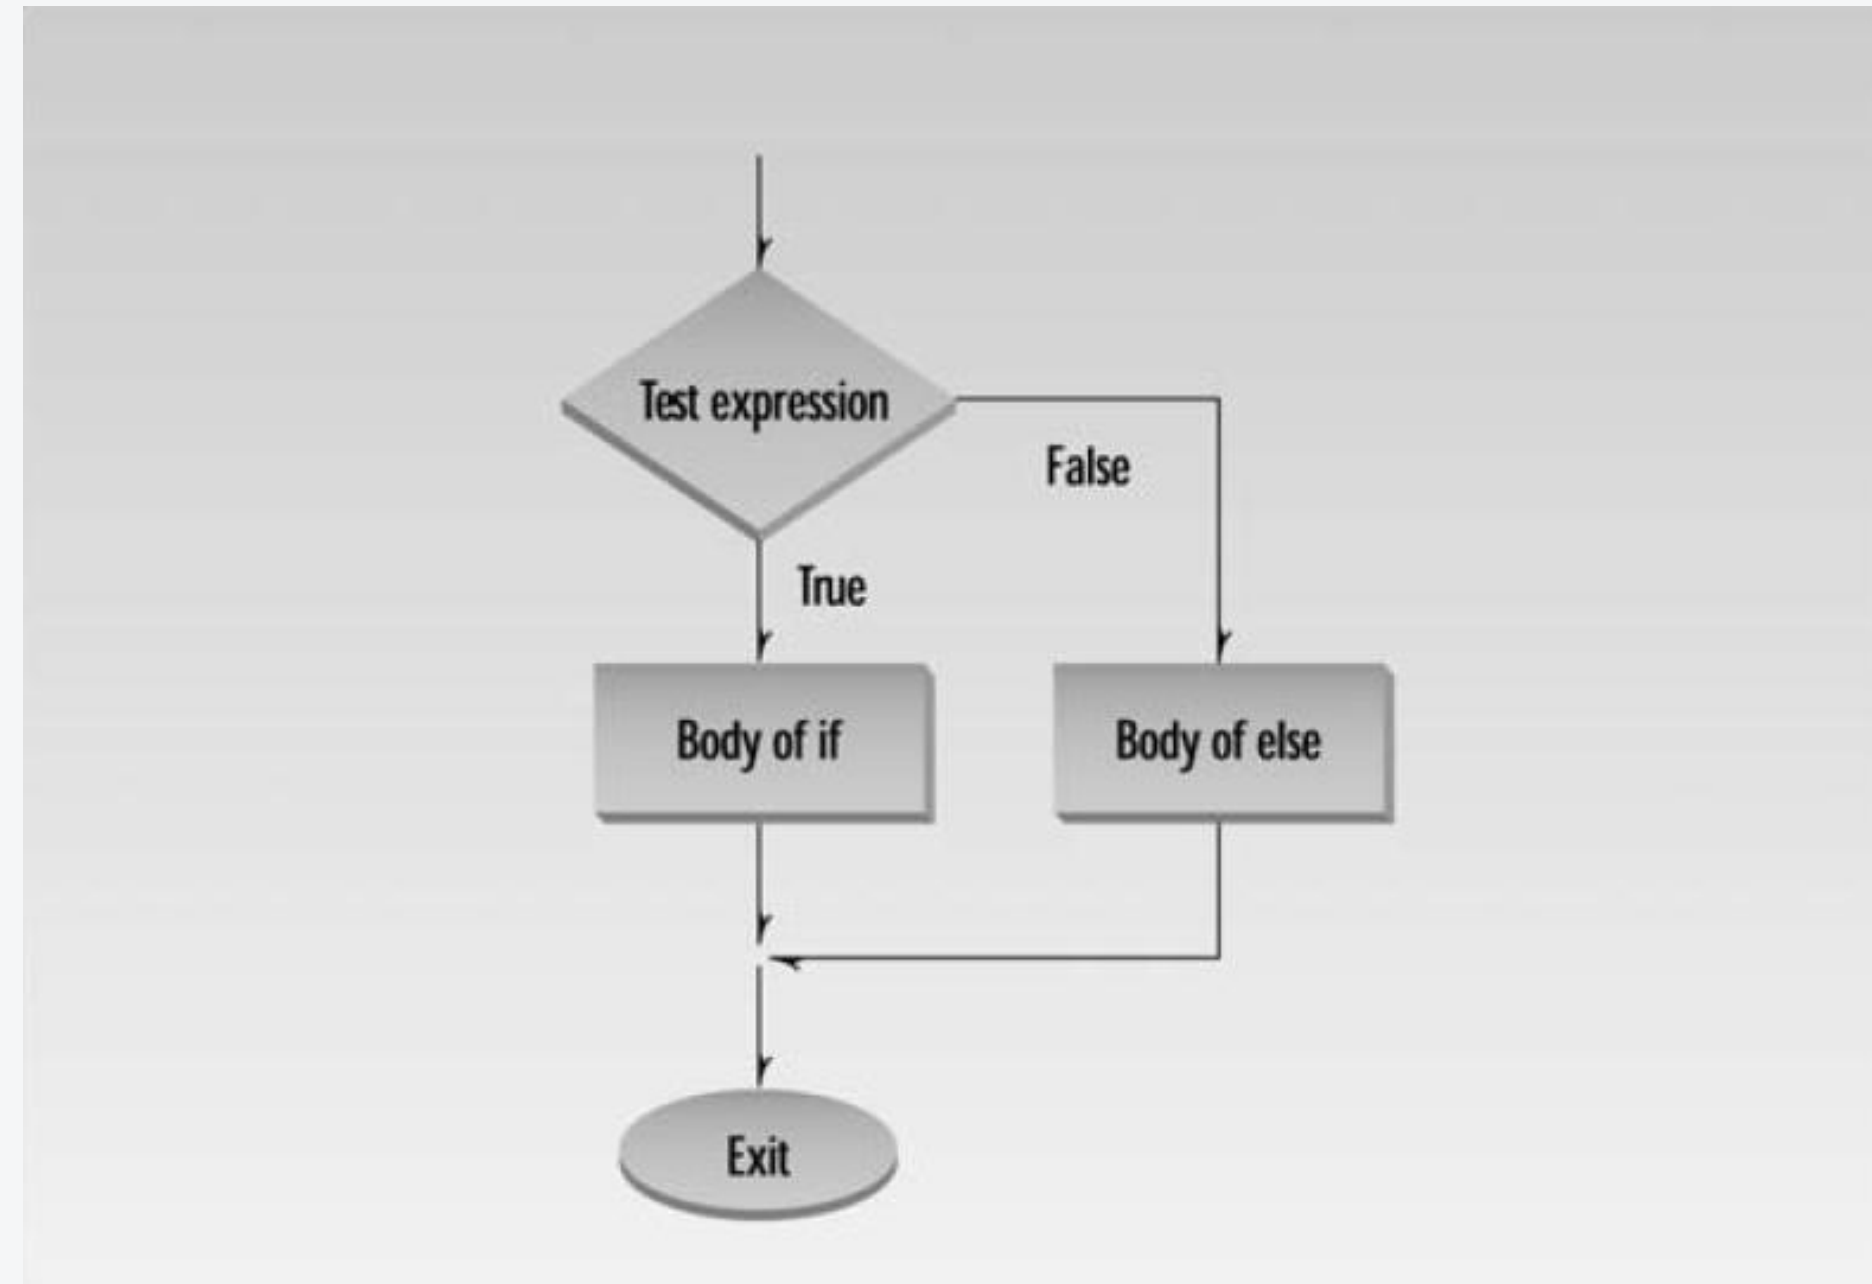 Test expression
False
True
Body of if
Body of else
Exit